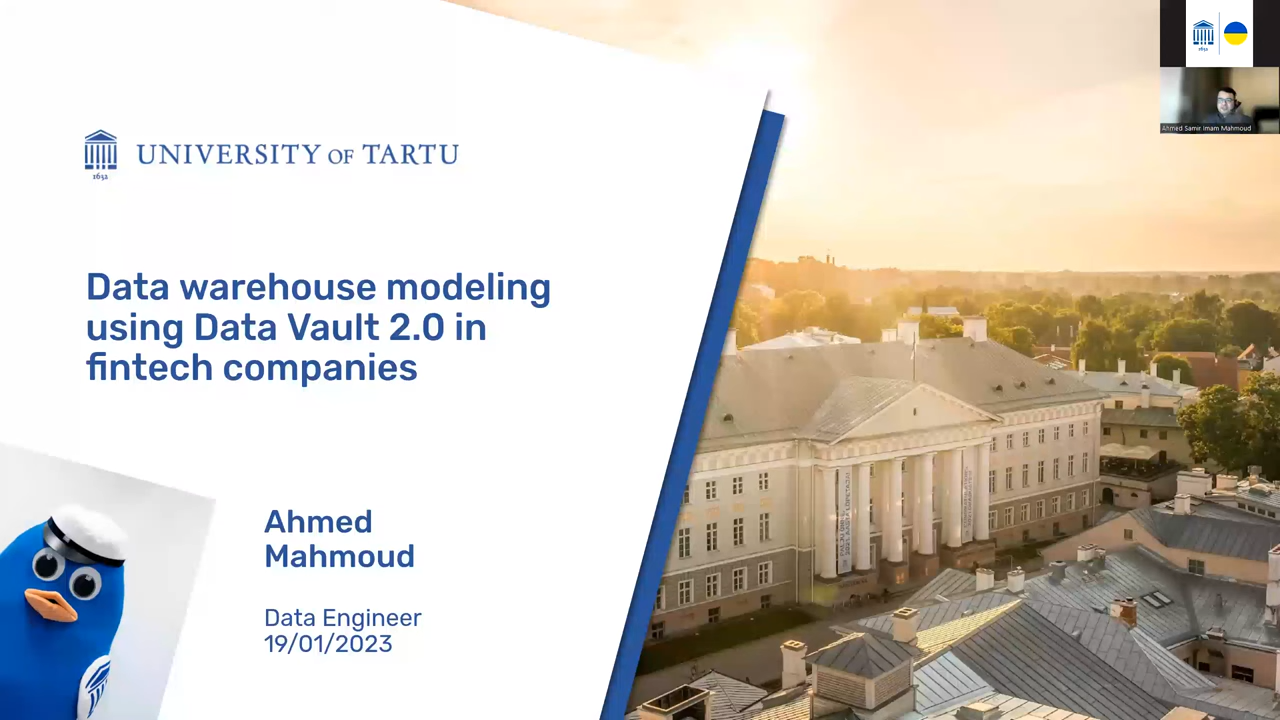 UNIVERSITY OF TARTU
1632
Data warehouse modeling
using Data Vault 2.0 in
fintech companies
Ahmed
Mahmoud
Data Engineer
19/01/2023
1632
Ahmed Samir Imam Mahmoud